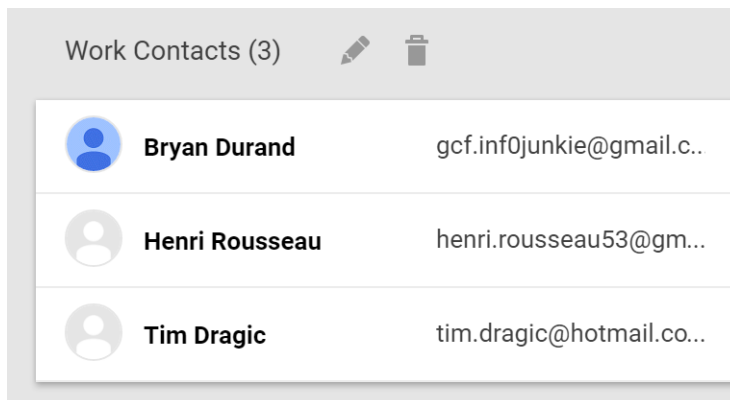 Work Contacts (3)
Bryan Durand gcf.inf0junkie@gmail.c...
Henri Rousseau henri.rousseau53@gm...
Tim Dragic tim.dragic@hotmail.co...